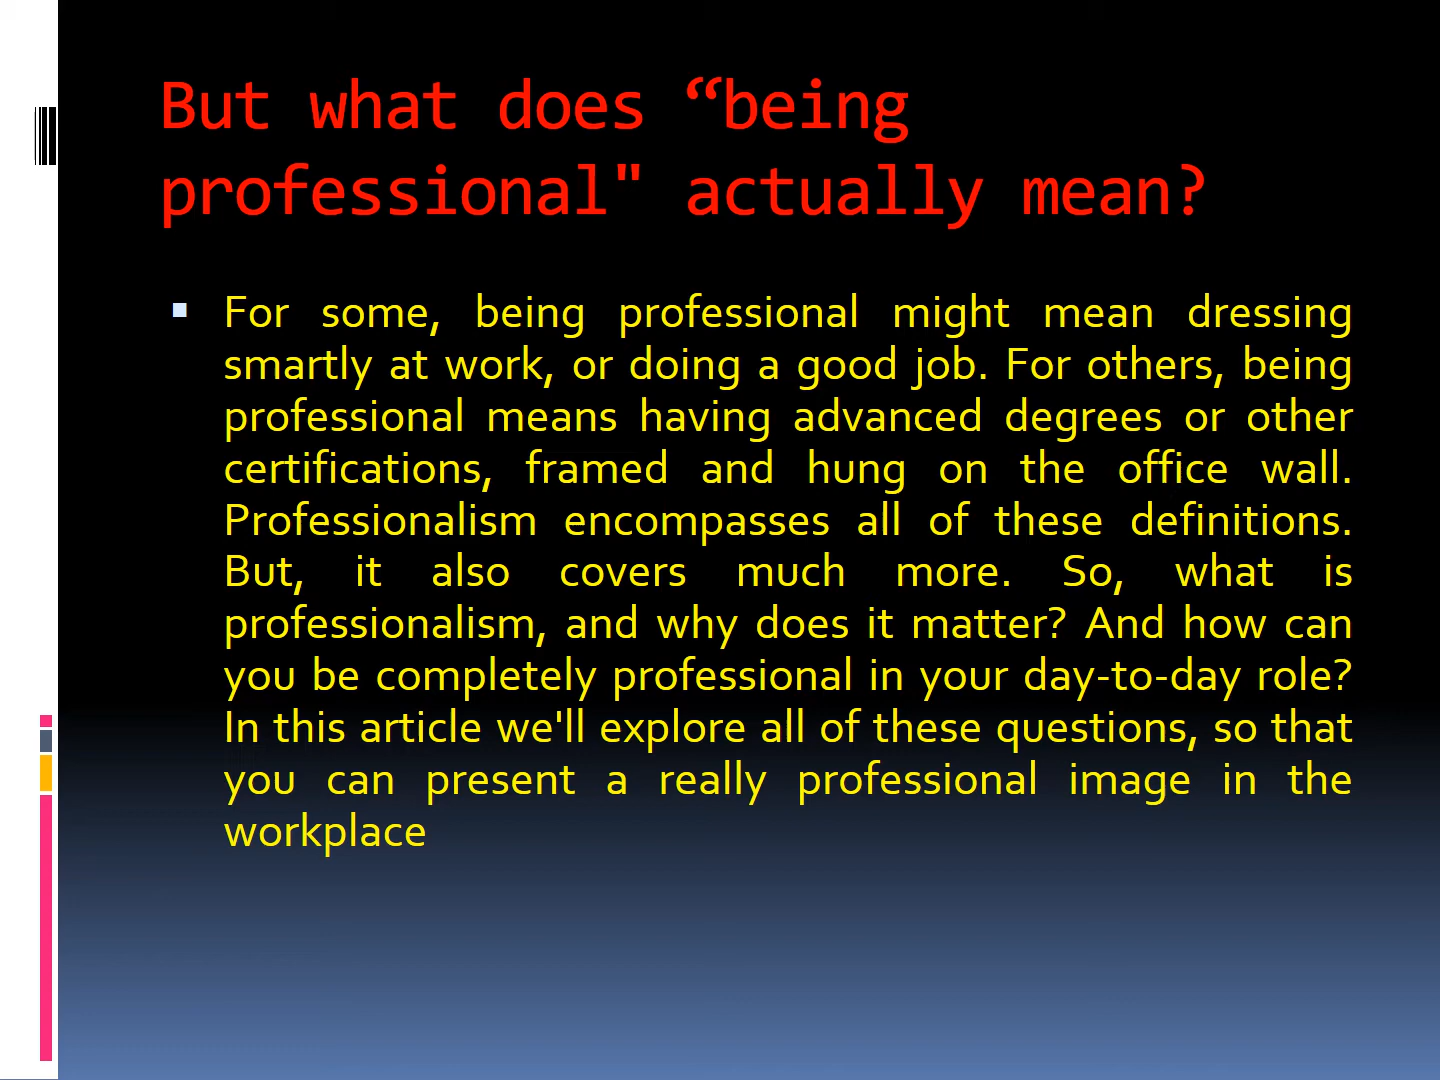 But what does “being
professional" actually mean?
For some, being professional might mean dressing
smartly at work, or doing a good job. For others, being
professional means having advanced degrees or other
certifications, framed and hung on the office wall.
Professionalism encompasses all of these definitions.
But, it also covers much more. So, what is
professionalism, and why does it matter? And how can
you be completely professional in your day-to-day role?
In this article we'll explore all of these questions, so that
you can present a really professional image in the
workplace